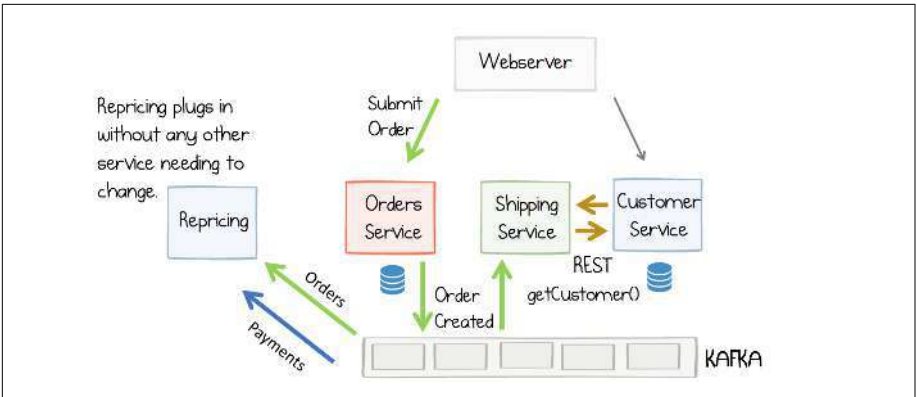 Webserver
Submit
Order
Repricing plugs in
without any other
service needing to
change.
Repricing
Orders
Service
Shipping
Service
Customer
Service
REST
getCustomer()
Order
Created
Orders
Payments
KAFKA